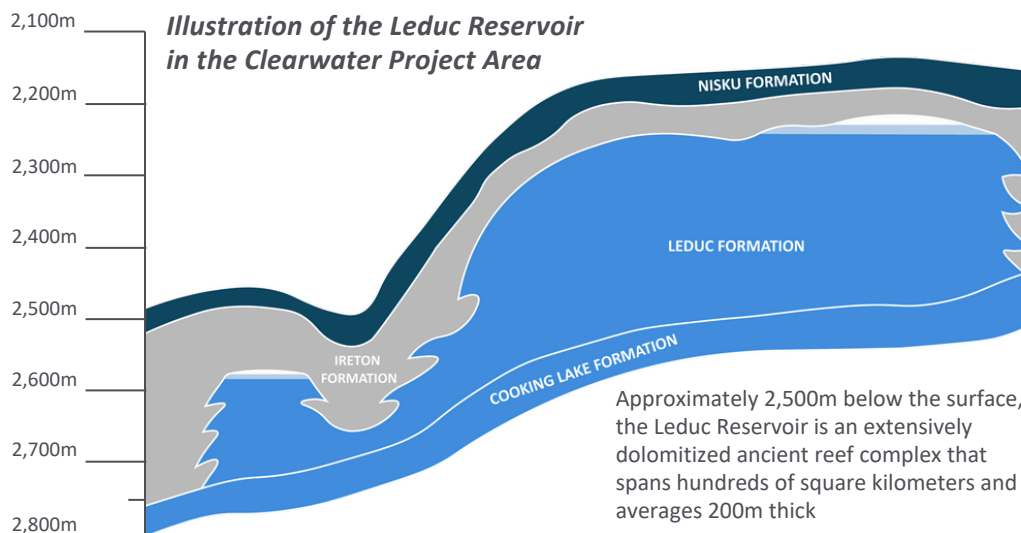 2,100m
Illustration of the Leduc Reservoir
in the Clearwater Project Area
2,200m
NISKU FORMATION
2,300m
2,400m
LEDUC FORMATION
2,500m
IRETON
FORMATION
2,600m
COOKING LAKE FORMATION
2,700m
2,800m
Approximately 2,500m below the surface,
the Leduc Reservoir is an extensively
dolomitized ancient reef complex that
spans hundreds of square kilometers and
averages 200m thick